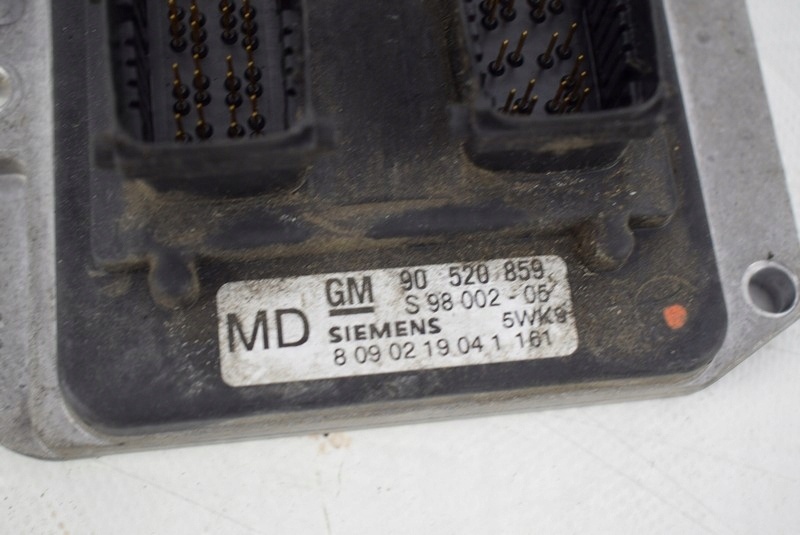 MD GM 90 520 859
S 98 002 - 05
SIEMENS 5WK9
8 09 02 19 04 1 161